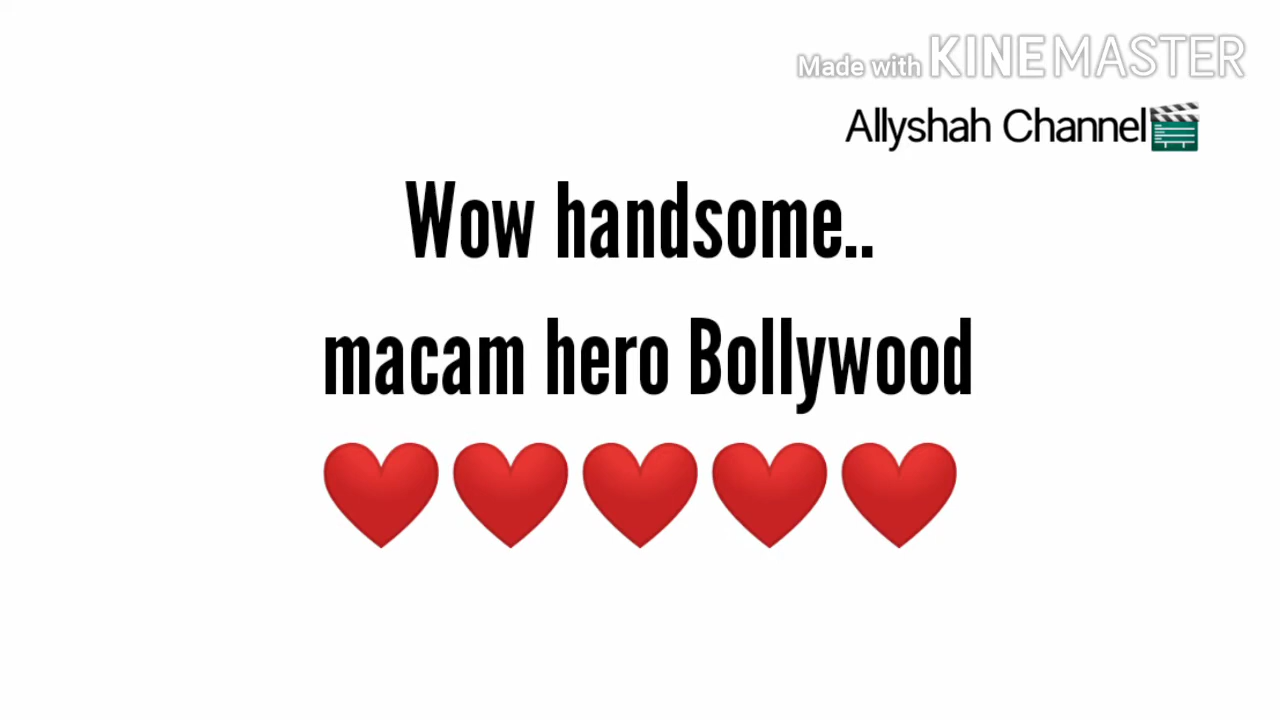 Made with KINEMASTER
Allyshah Channel🎬
Wow handsome..
macam hero Bollywood
❤️❤️❤️❤️❤️